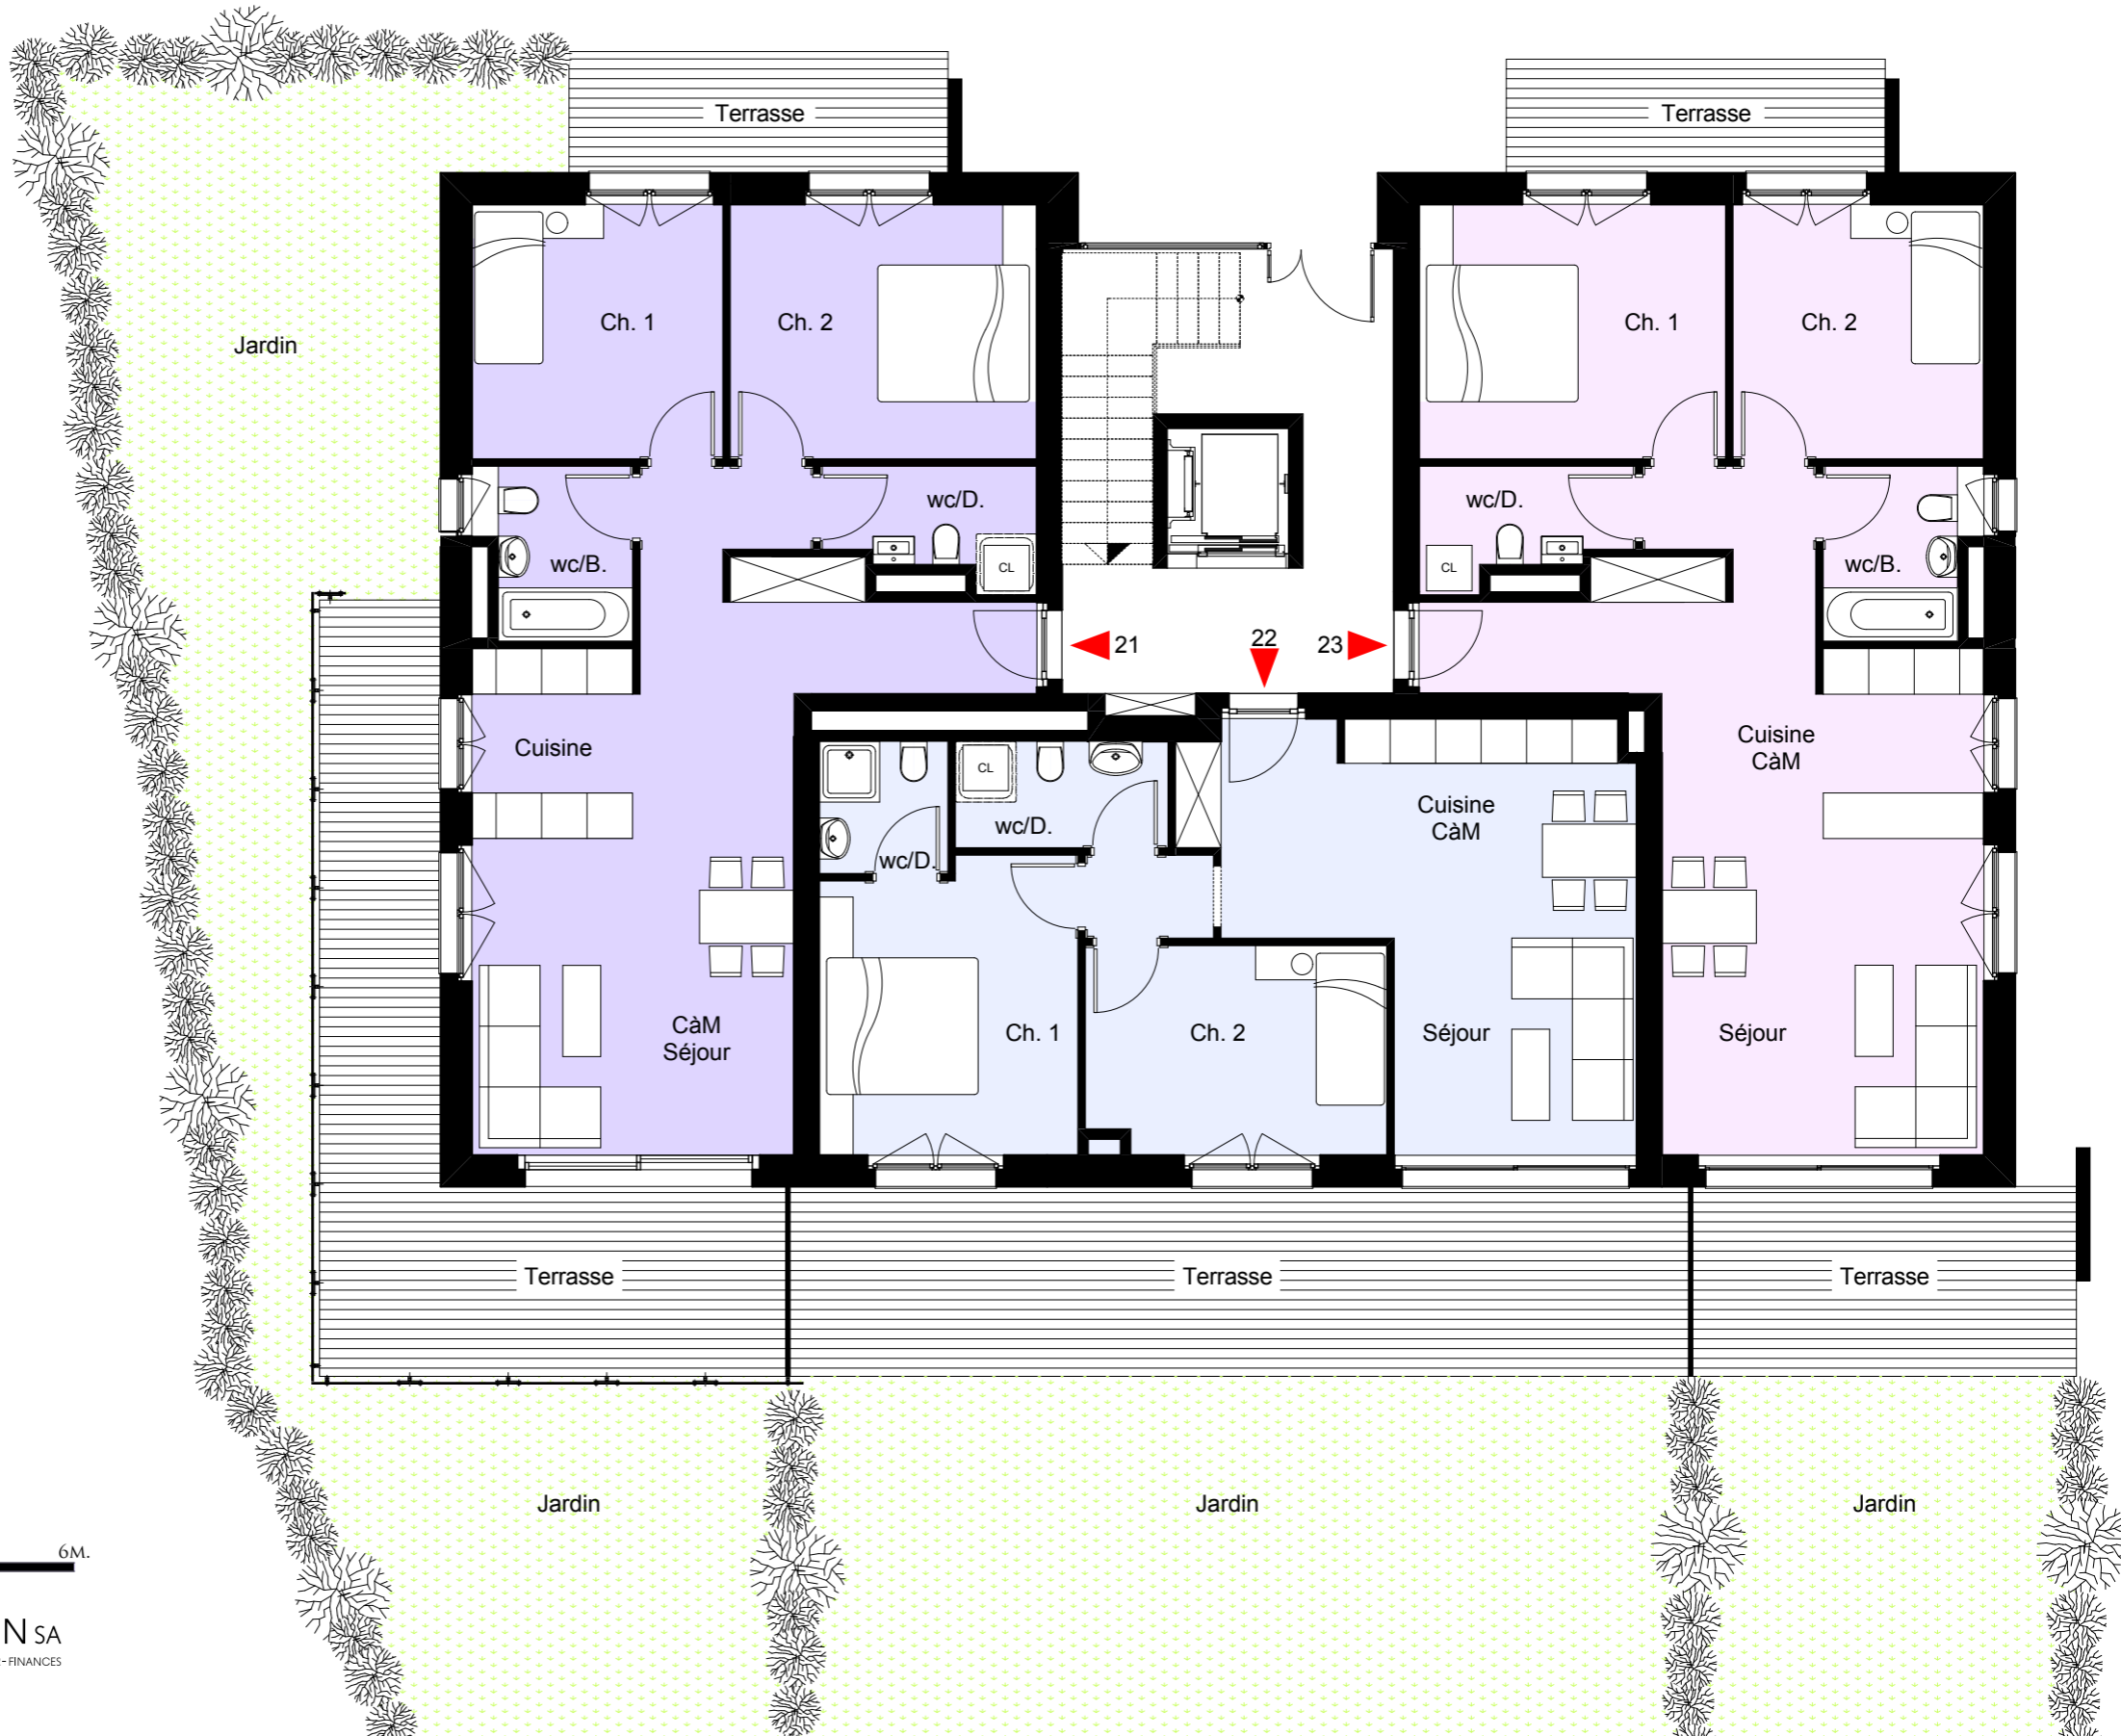 Terrasse
Terrasse
Jardin
Ch. 1
Ch. 2
Ch. 1
Ch. 2
wc/D.
wc/D.
wc/B.
CL
CL
wc/B.
21
22
23
Cuisine
Cuisine
CàM
CL
wc/D.
wc/D.
Cuisine
CàM
CàM
Séjour
Ch. 1
Ch. 2
Séjour
Séjour
Terrasse
Terrasse
Terrasse
Jardin
Jardin
Jardin
6M.
N SA
-FINANCES